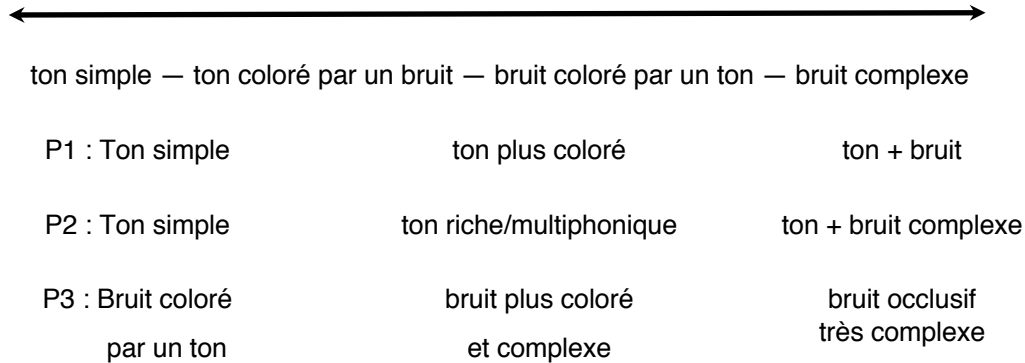 ton simple — ton coloré par un bruit — bruit coloré par un ton — bruit complexe
P1 : Ton simple ton plus coloré ton + bruit
P2 : Ton simple ton riche/multiphonique ton + bruit complexe
P3 : Bruit coloré bruit plus coloré bruit occlusif
par un ton et complexe très complexe